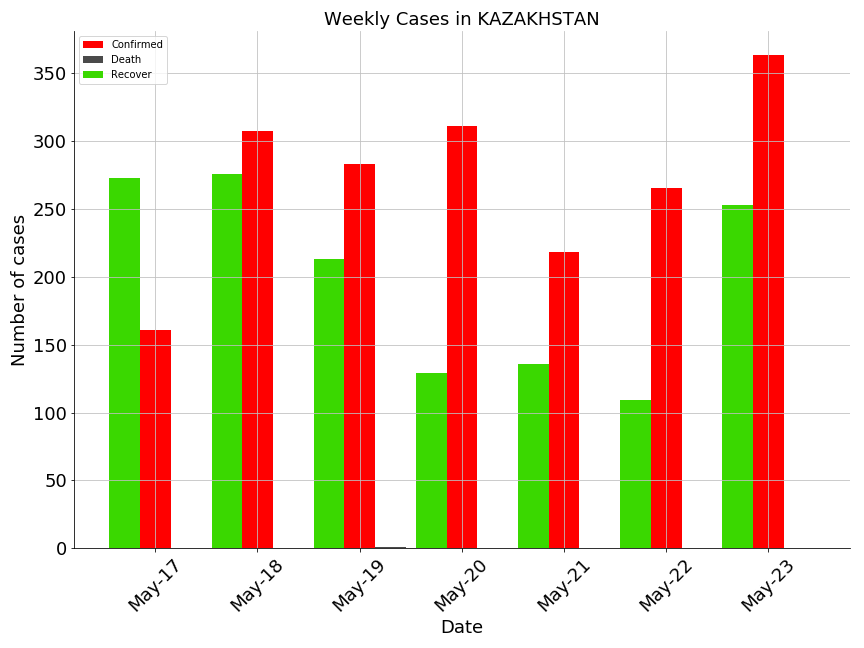 Weekly Cases in KAZAKHSTAN
Confirmed
Death
Recover
Number of cases
350
300
250
200
150
100
50
0
May-17
May-18
May-19
May-20
May-21
May-22
May-23
Date